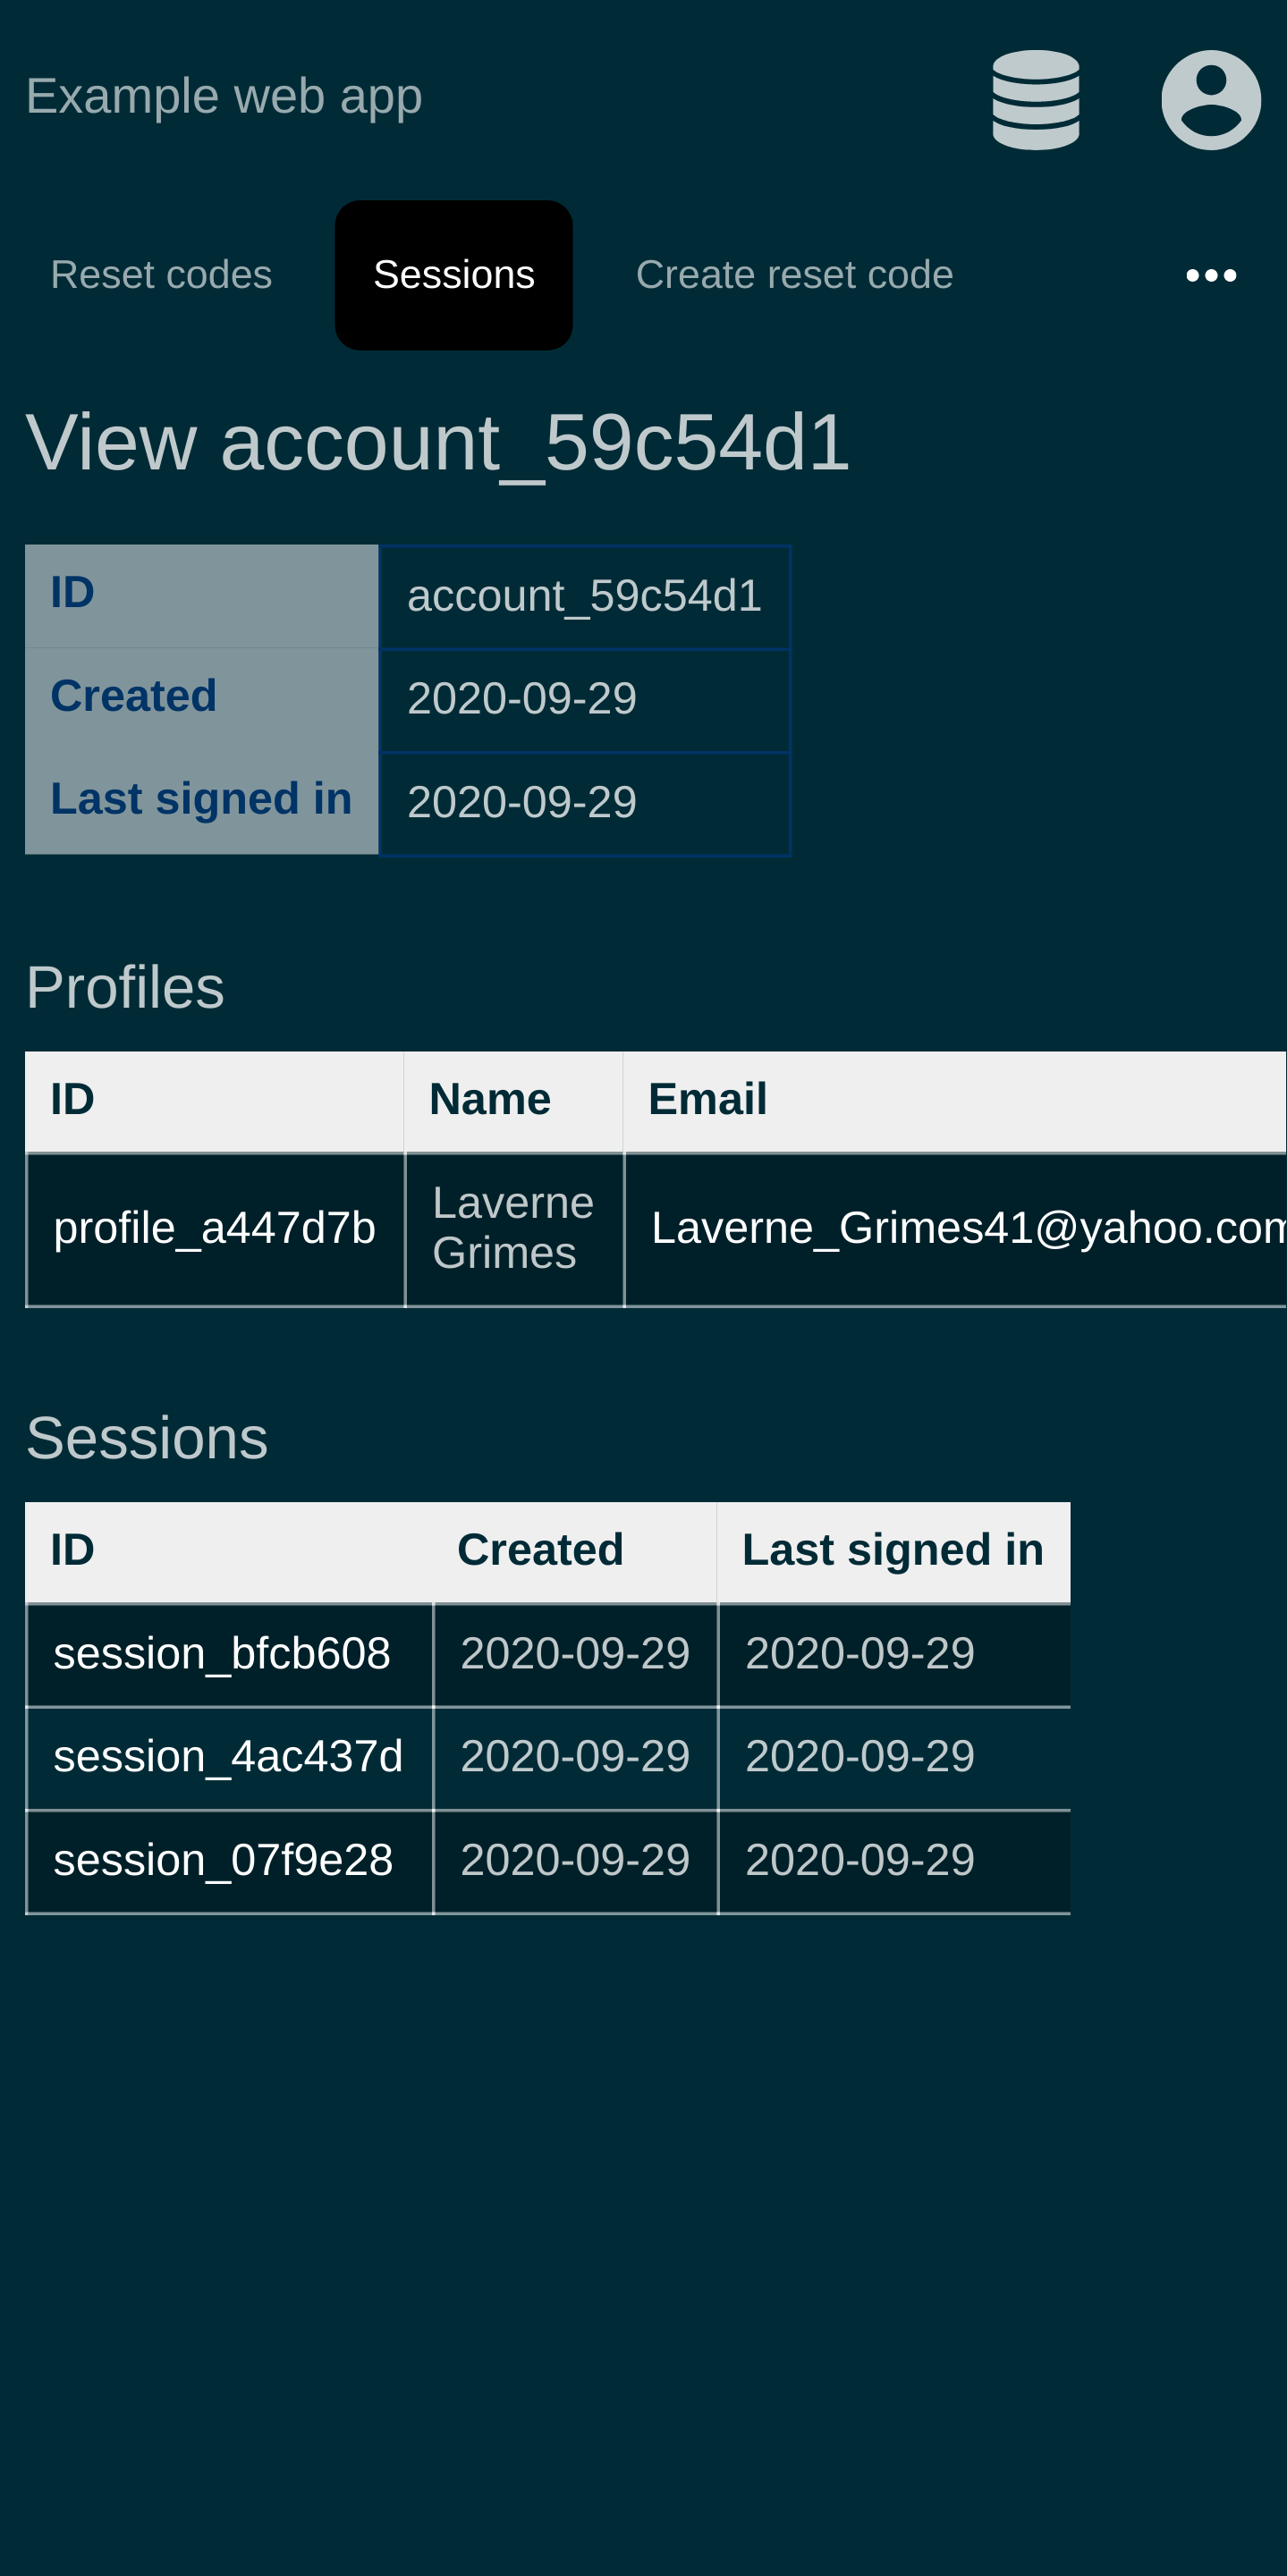 Example web app
Reset codes Sessions Create reset code
View account_59c54d1
ID account_59c54d1
Created 2020-09-29
Last signed in 2020-09-29
Profiles
ID Name Email
profile_a447d7b Laverne Grimes Laverne_Grimes41@yahoo.com
Sessions
ID Created Last signed in
session_bfcb608 2020-09-29 2020-09-29
session_4ac437d 2020-09-29 2020-09-29
session_07f9e28 2020-09-29 2020-09-29